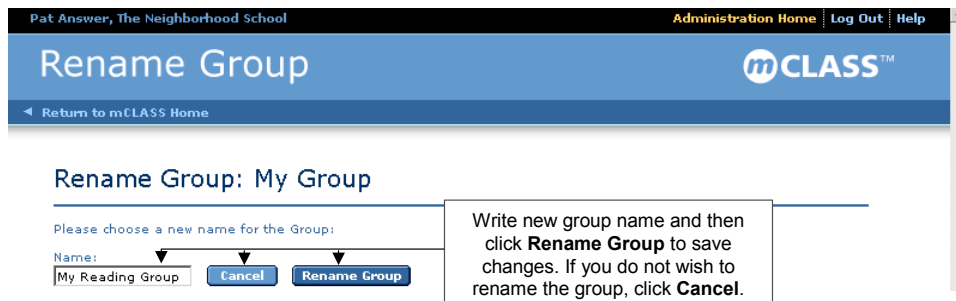 Pat Answer, The Neighborhood School
Administration Home Log Out Help
Rename Group
mCLASS™
Return to mCLASS Home
Rename Group: My Group
Please choose a new name for the Group:
Name:
My Reading Group Cancel Rename Group
Write new group name and then
click Rename Group to save
changes. If you do not wish to
rename the group, click Cancel.